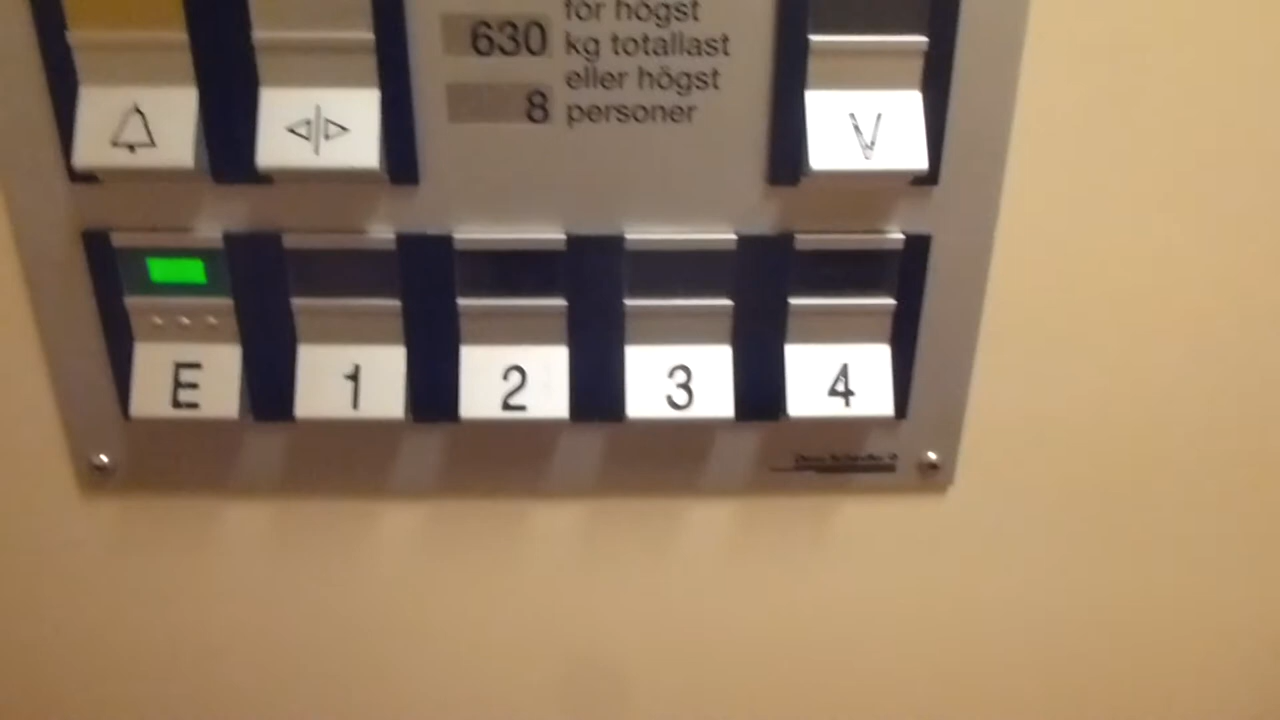 för högst
630 kg totallast
eller högst
8 personer
V
E 1 2 3 4